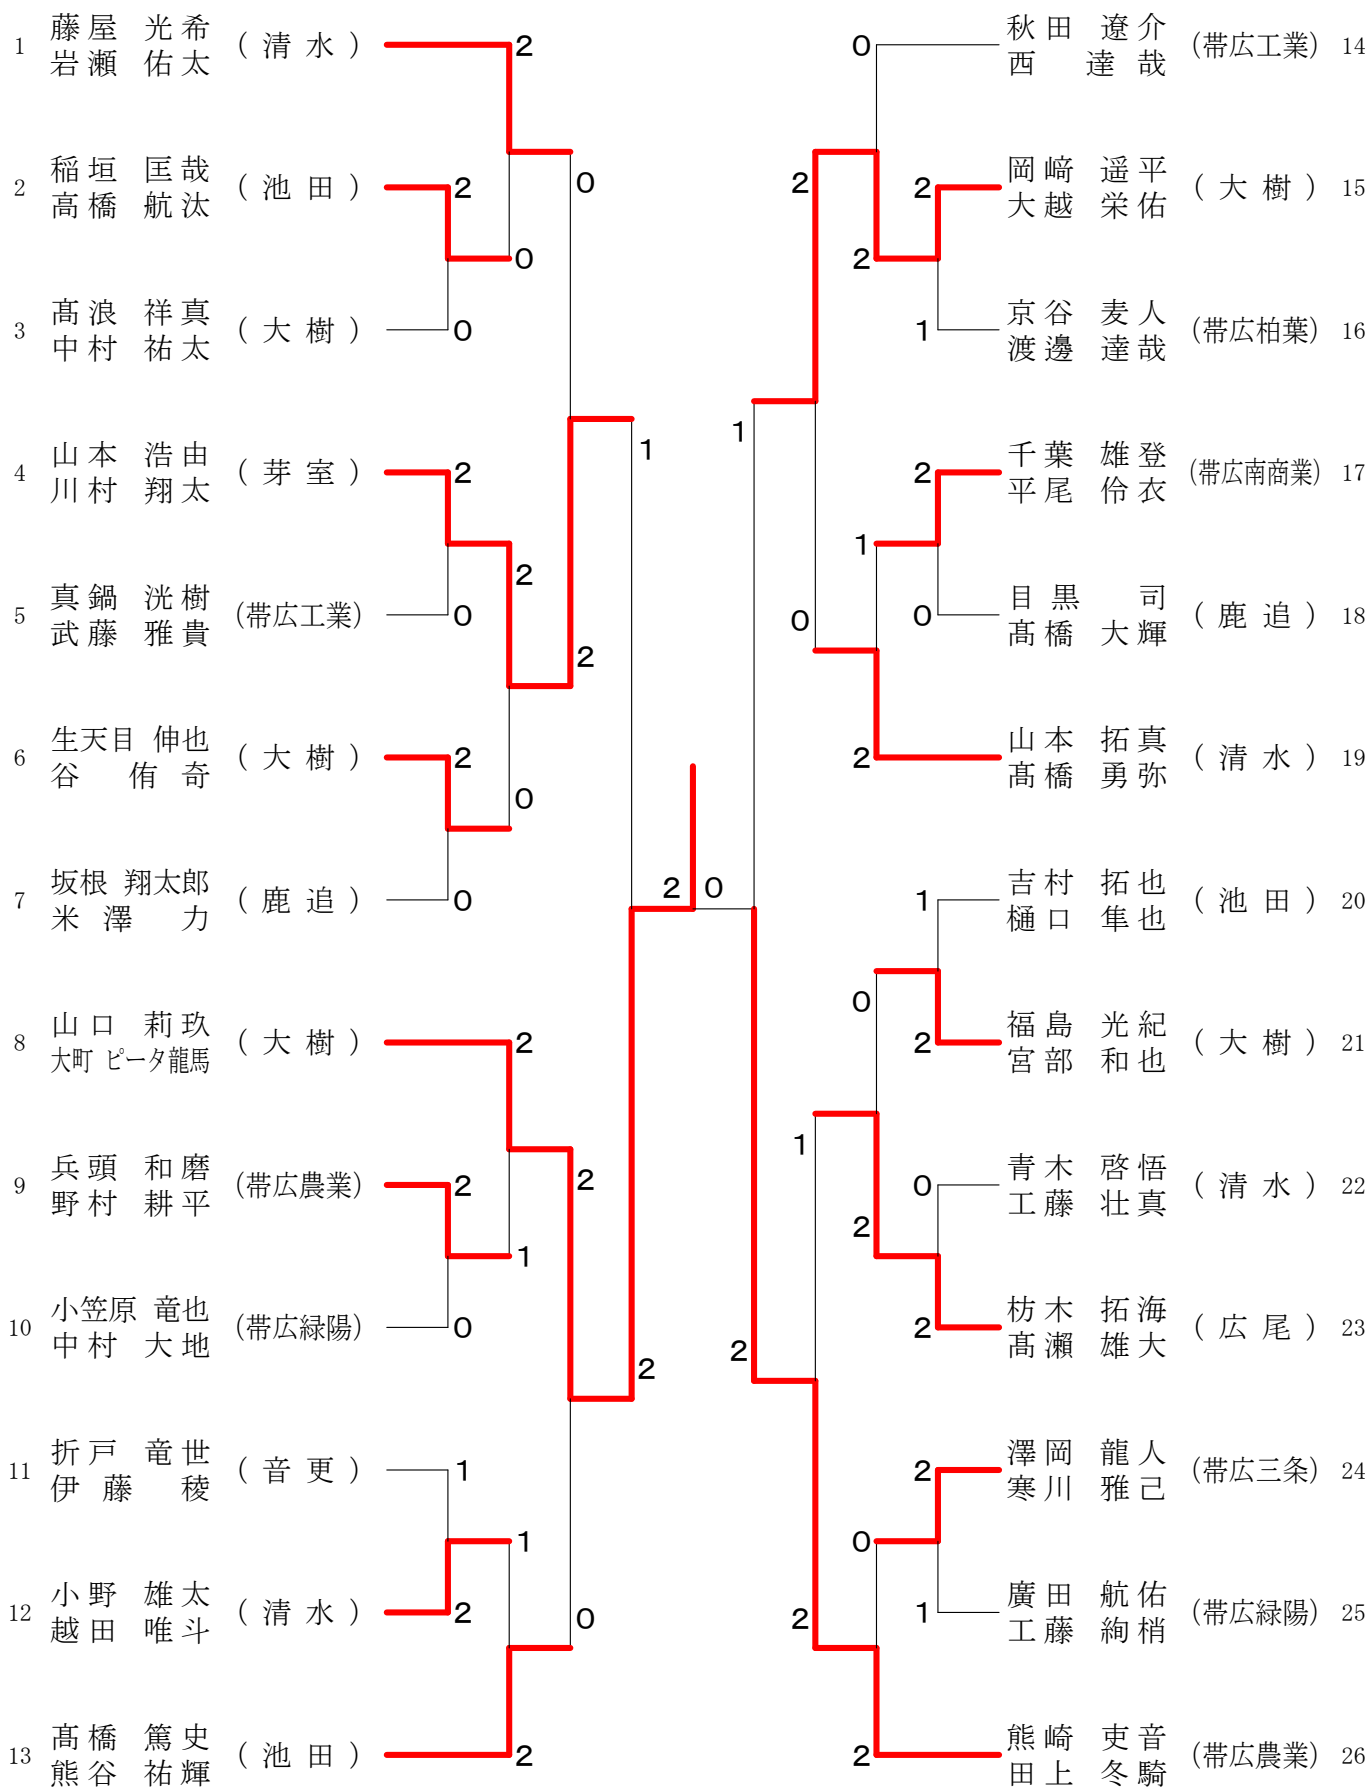 1 藤屋 光希 (清水) 2
岩瀬 佑太
2 稲垣 匡哉 (池田) 2
高橋 航汰
0
0
3 髙浪 祥真 (大樹) 0
中村 祐太
1
4 山本 浩由 (芽室) 2
川村 翔太
2
5 真鍋 洸樹 (帯広工業) 0
武藤 雅貴
2
6 生天目 伸也 (大樹) 2
谷 侑奇
0
7 坂根 翔太郎 (鹿追) 0
米澤 力
2 0
8 山口 莉玖 (大樹) 2
大町 ピータ龍馬
9 兵頭 和磨 (帯広農業) 2
野村 耕平
2
1
10 小笠原 竜也 (帯広緑陽) 0
中村 大地
2
11 折戸 竜世 (音更) 1
伊藤 稜
1
12 小野 雄太 (清水) 2
越田 唯斗
0
13 髙橋 篤史 (池田) 2
熊谷 祐輝
0 秋田 遼介 (帯広工業) 14
西 達哉
2
2 岡﨑 遥平 (大樹) 15
大越 栄佑
2
1 京谷 麦人 (帯広柏葉) 16
渡邊 達哉
1
2 千葉 雄登 (帯広南商業) 17
平尾 伶衣
1
0
0 目黒 司 (鹿追) 18
髙橋 大輝
2 山本 拓真 (清水) 19
髙橋 勇弥
1 吉村 拓也 (池田) 20
樋口 隼也
0
2 福島 光紀 (大樹) 21
宮部 和也
1
0 青木 啓悟 (清水) 22
工藤 壮真
2
2 枋木 拓海 (広尾) 23
髙瀬 雄大
2
2 澤岡 龍人 (帯広三条) 24
寒川 雅己
0
1 廣田 航佑 (帯広緑陽) 25
工藤 絢梢
2
2 熊崎 吏音 (帯広農業) 26
田上 冬騎